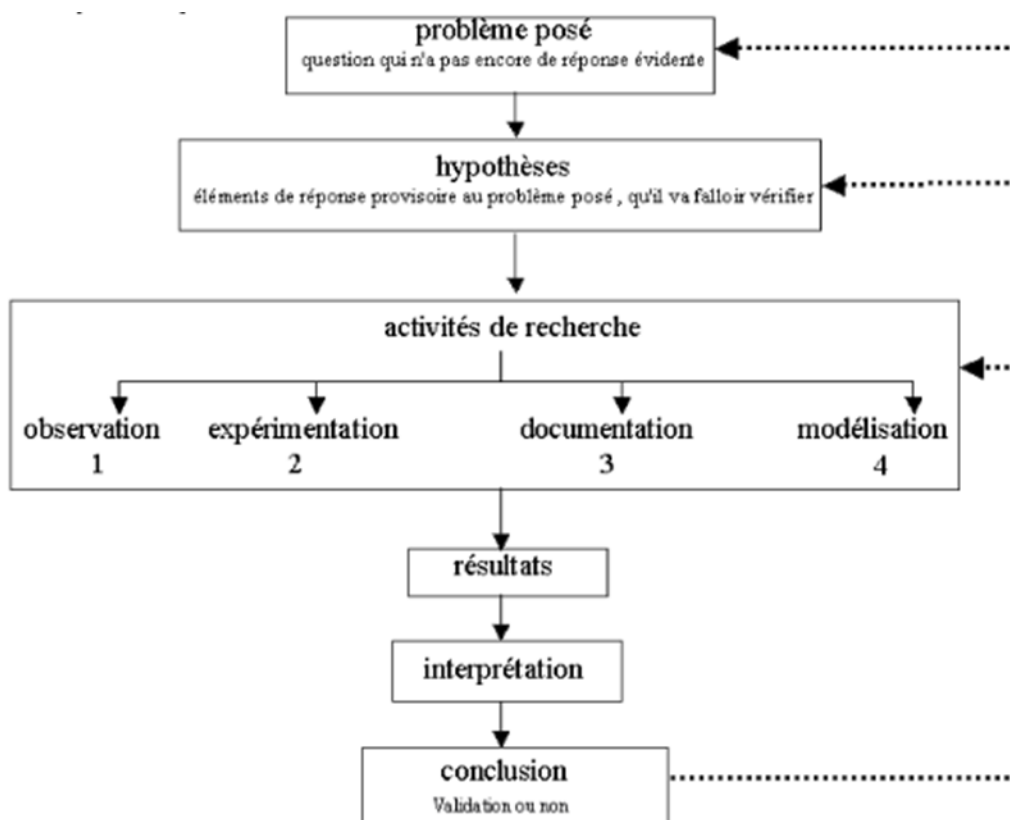 problème posé
question qui n'a pas encore de réponse évidente
hypothèses
éléments de réponse provisoire au problème posé , qu'il va falloir vérifier
activités de recherche
observation expérimentation documentation modélisation
1 2 3 4
résultats
interprétation
conclusion
Validation ou non